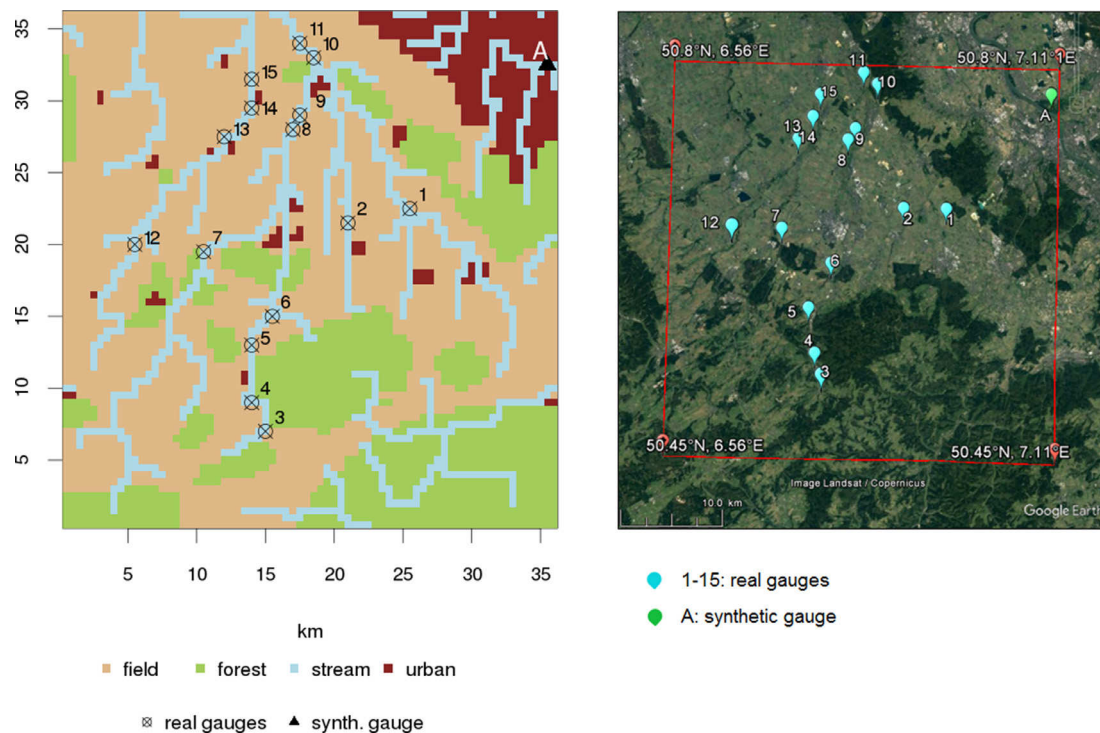 35
30
25
20
15
10
5
11
10
A
15
14
9
13
8
1
2
12
7
6
5
4
3
5 10 15 20 25 30 35
km
field forest stream urban
real gauges synth. gauge
50.8°N, 6.56°E
50.8°N, 7.11°E
11
10
15
A
13
14
9
8
12
7
2
1
6
5
4
3
50.45°N, 6.56°E
50.45°N, 7.11°E
Image Landsat / Copernicus
10.0 km
Google Earth
1-15: real gauges
A: synthetic gauge